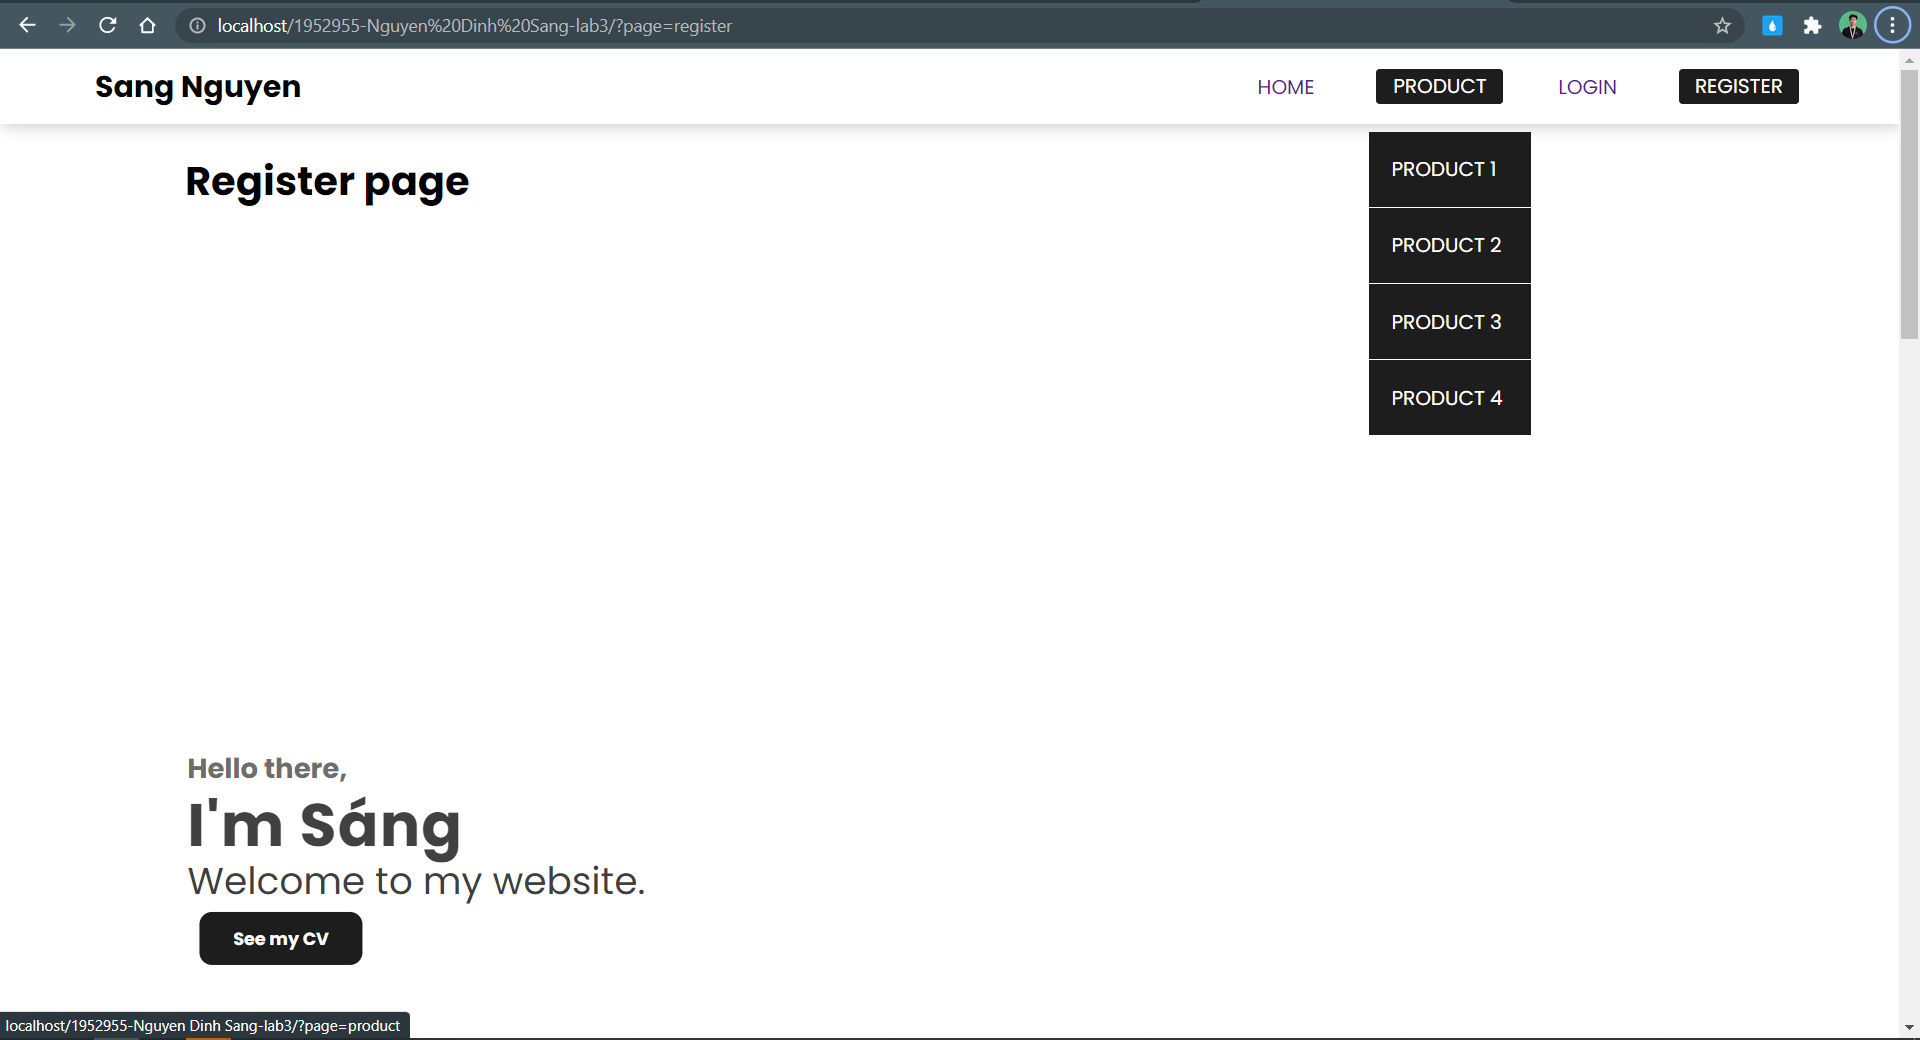 localhost/1952955-Nguyen%20Dinh%20Sang-lab3/?page=register
Sang Nguyen
HOME
PRODUCT
LOGIN
REGISTER
PRODUCT 1
PRODUCT 2
PRODUCT 3
PRODUCT 4
Register page
Hello there,
I'm Sáng
Welcome to my website.
See my CV
localhost/1952955-Nguyen Dinh Sang-lab3/?page=product